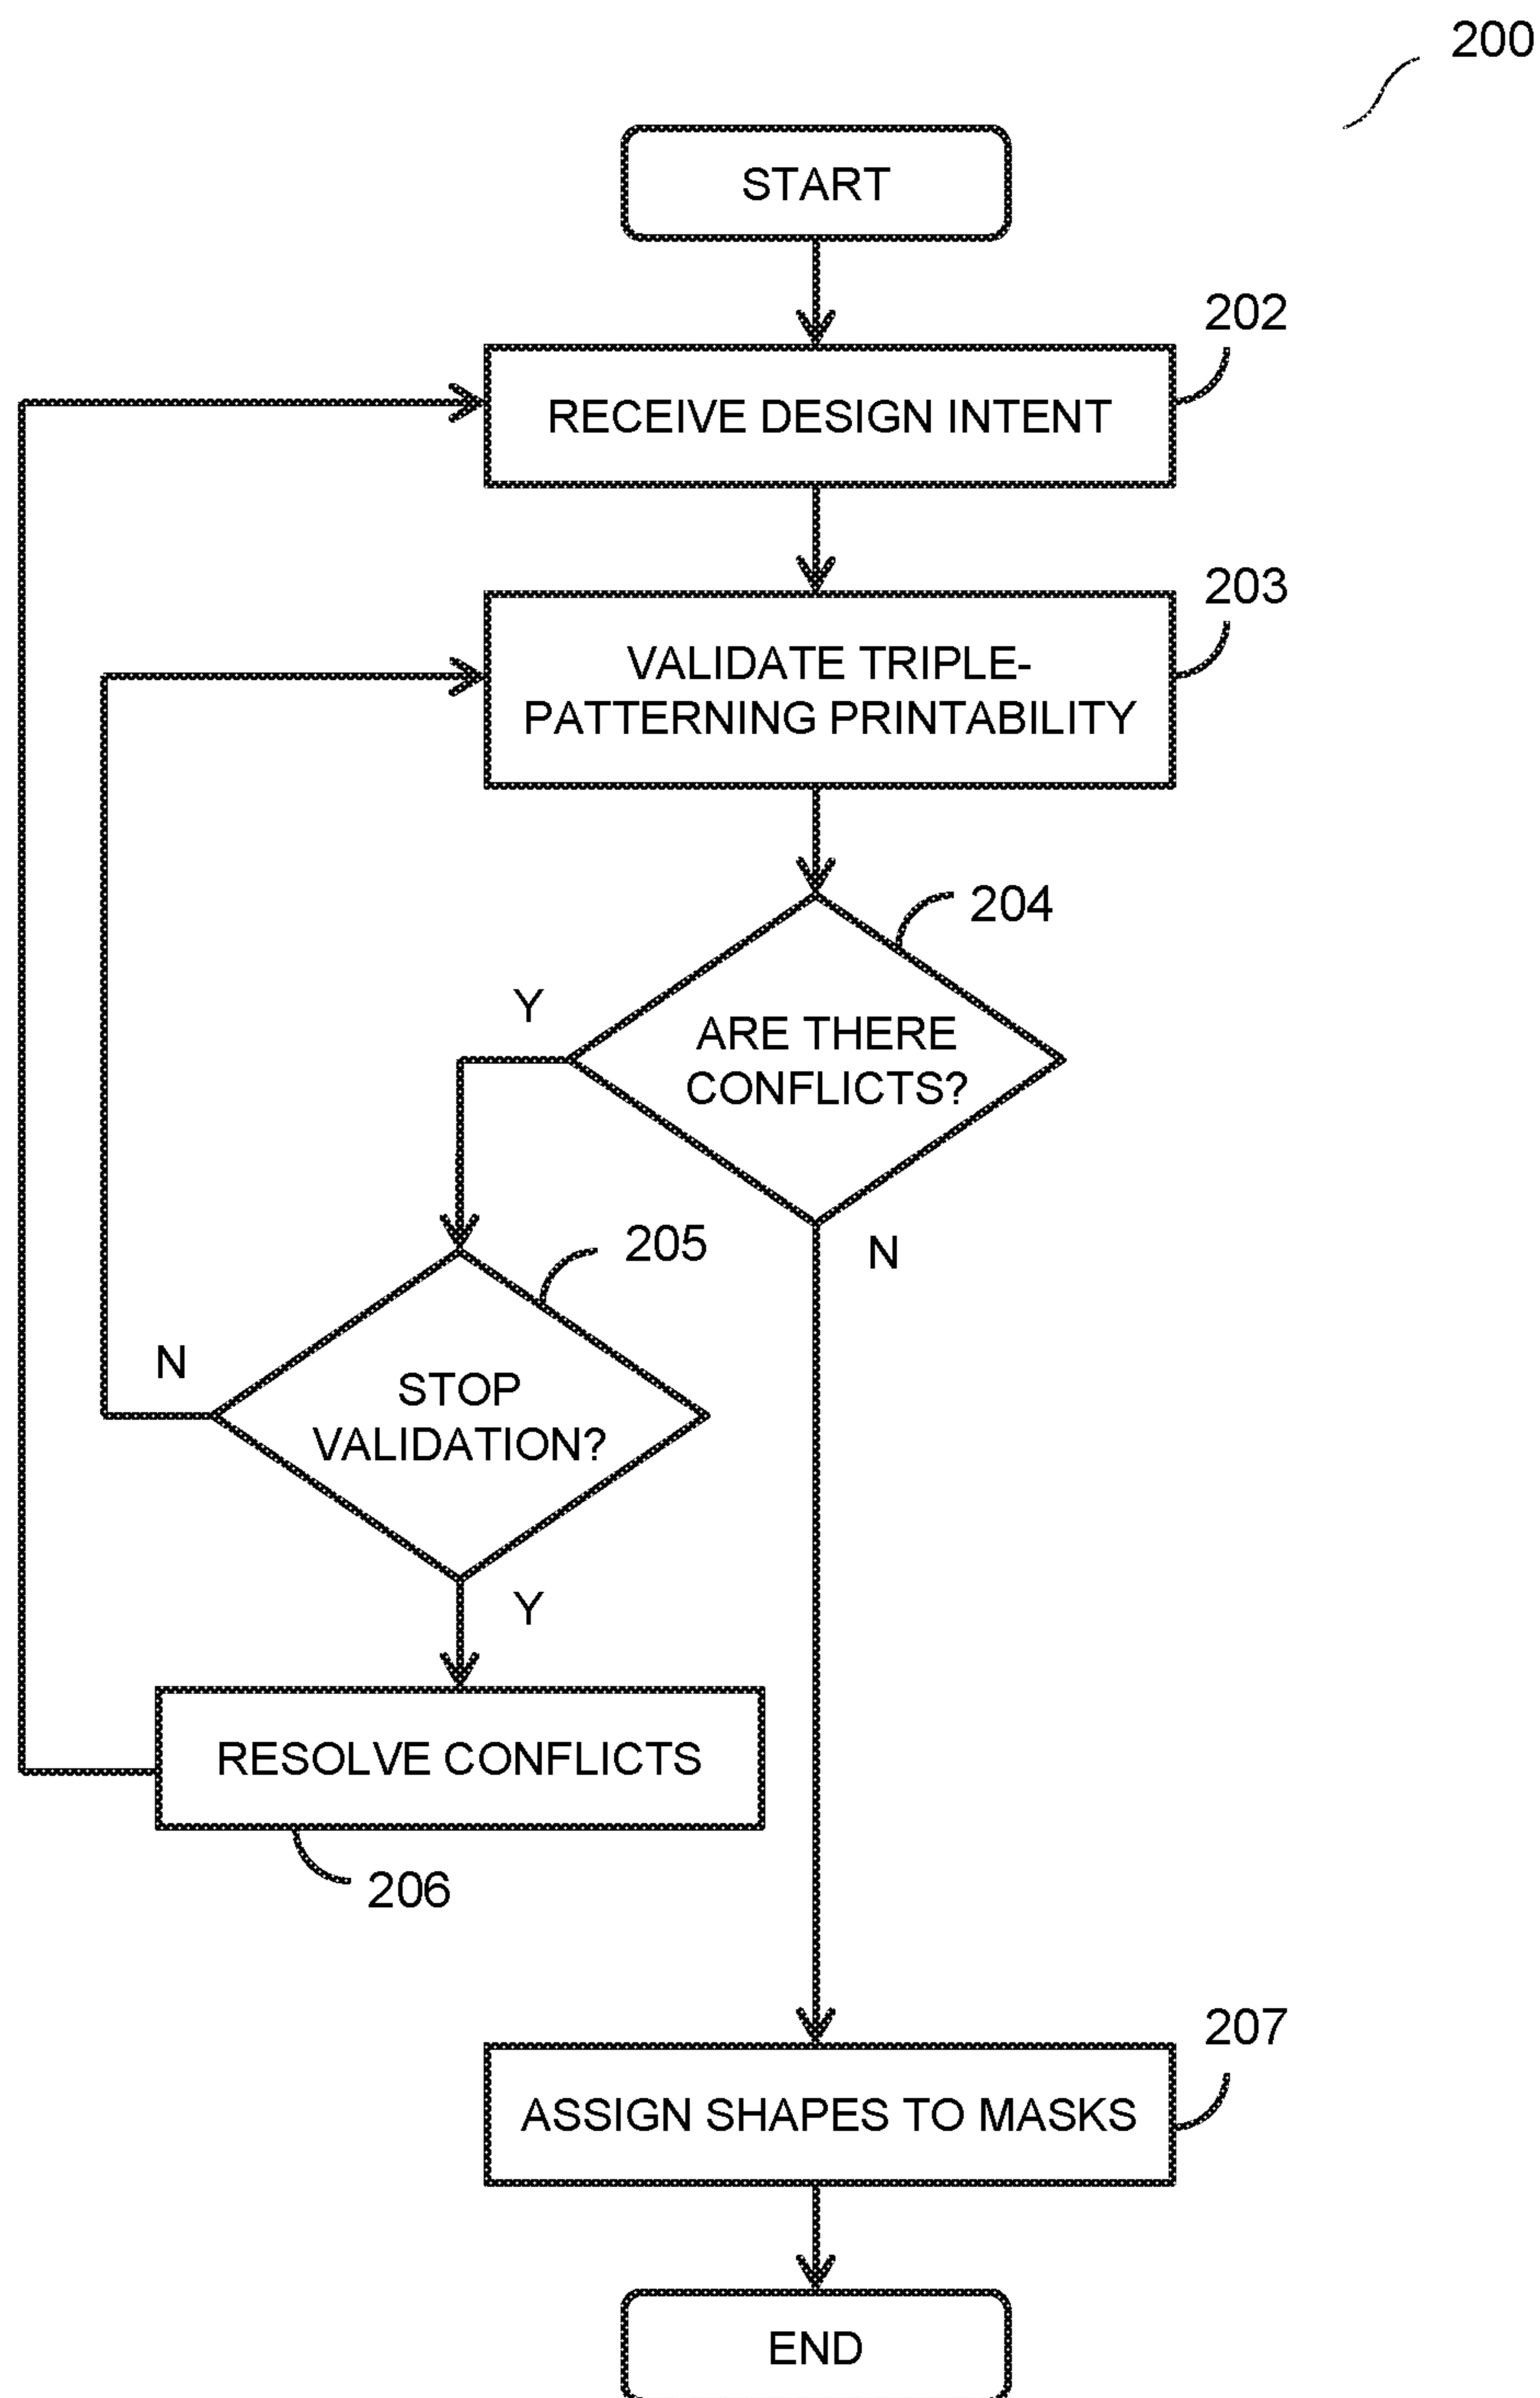 200
START
202
RECEIVE DESIGN INTENT
203
VALIDATE TRIPLE-
PATTERNING PRINTABILITY
204
Y
ARE THERE
CONFLICTS?
N
205
N
STOP
VALIDATION?
Y
RESOLVE CONFLICTS
206
207
ASSIGN SHAPES TO MASKS
END